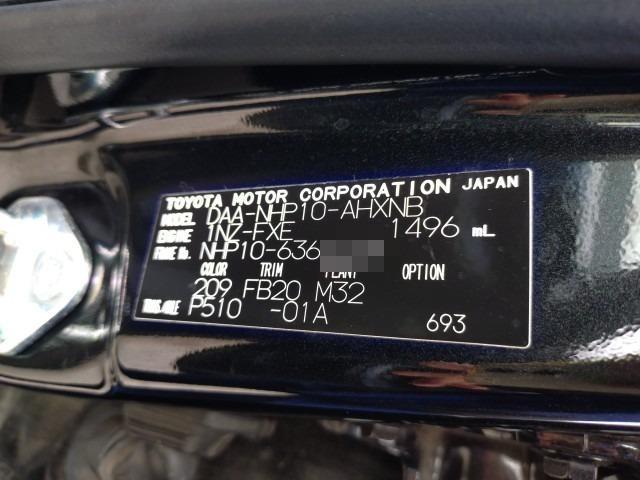 TOYOTA MOTOR CORPORATION JAPAN
MODEL DAA-NHP10-AHXNB
ENGINE 1NZ-FXE 1496 mL
FRAME No. NHP10-636
COLOR TRIM PLANT OPTION
209 FB20 M32
TRANS./AXLE P510 -01A 693